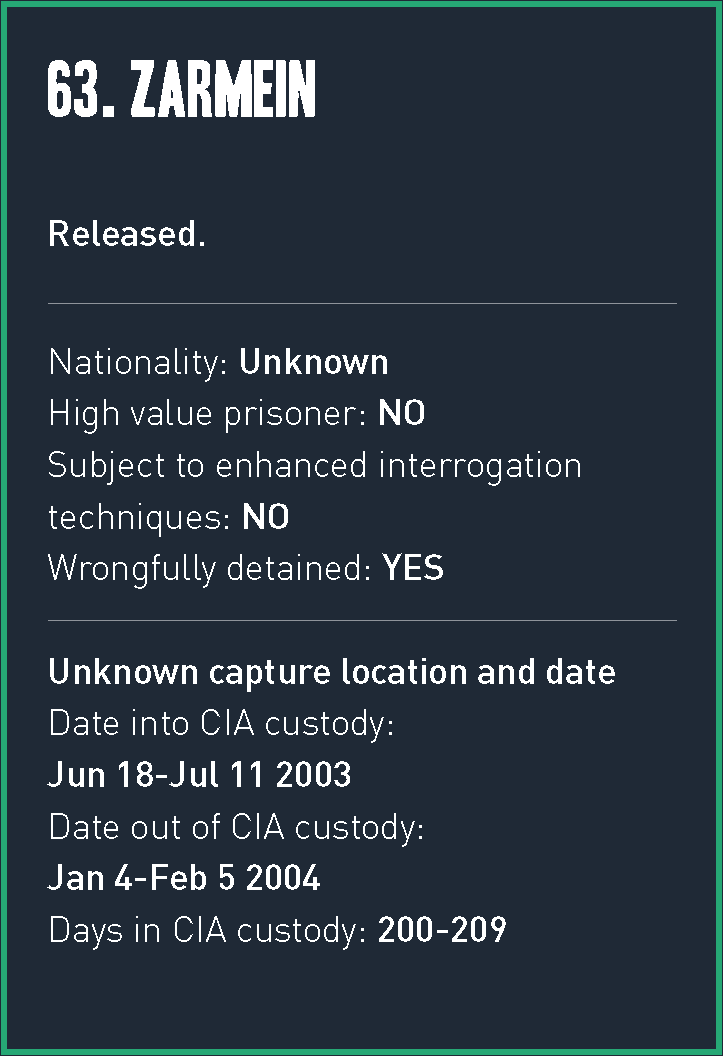 63. ZARMEIN
Released.
Nationality: Unknown
High value prisoner: NO
Subject to enhanced interrogation
techniques: NO
Wrongfully detained: YES
Unknown capture location and date
Date into CIA custody:
Jun 18-Jul 11 2003
Date out of CIA custody:
Jan 4-Feb 5 2004
Days in CIA custody: 200-209